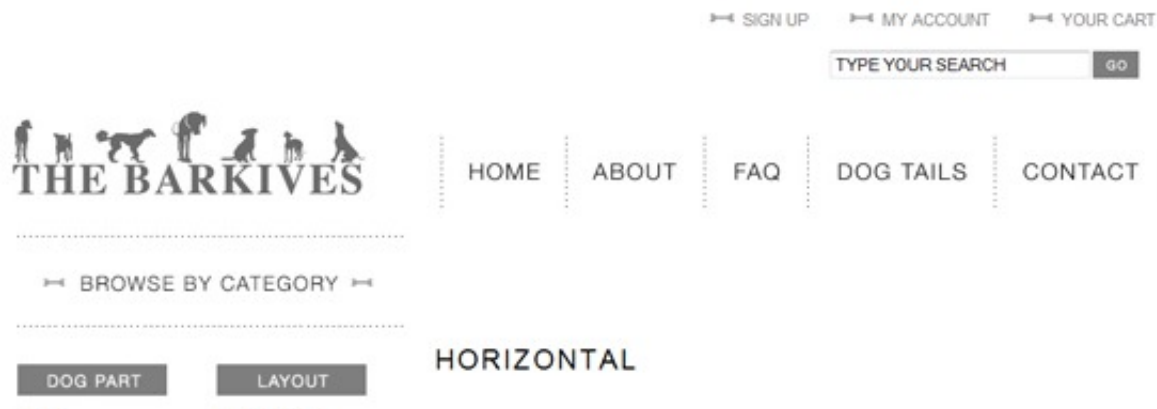 SIGN UP MY ACCOUNT YOUR CART
TYPE YOUR SEARCH GO
THE BARKIVES
HOME ABOUT FAQ DOG TAILS CONTACT
BROWSE BY CATEGORY
HORIZONTAL
DOG PART LAYOUT